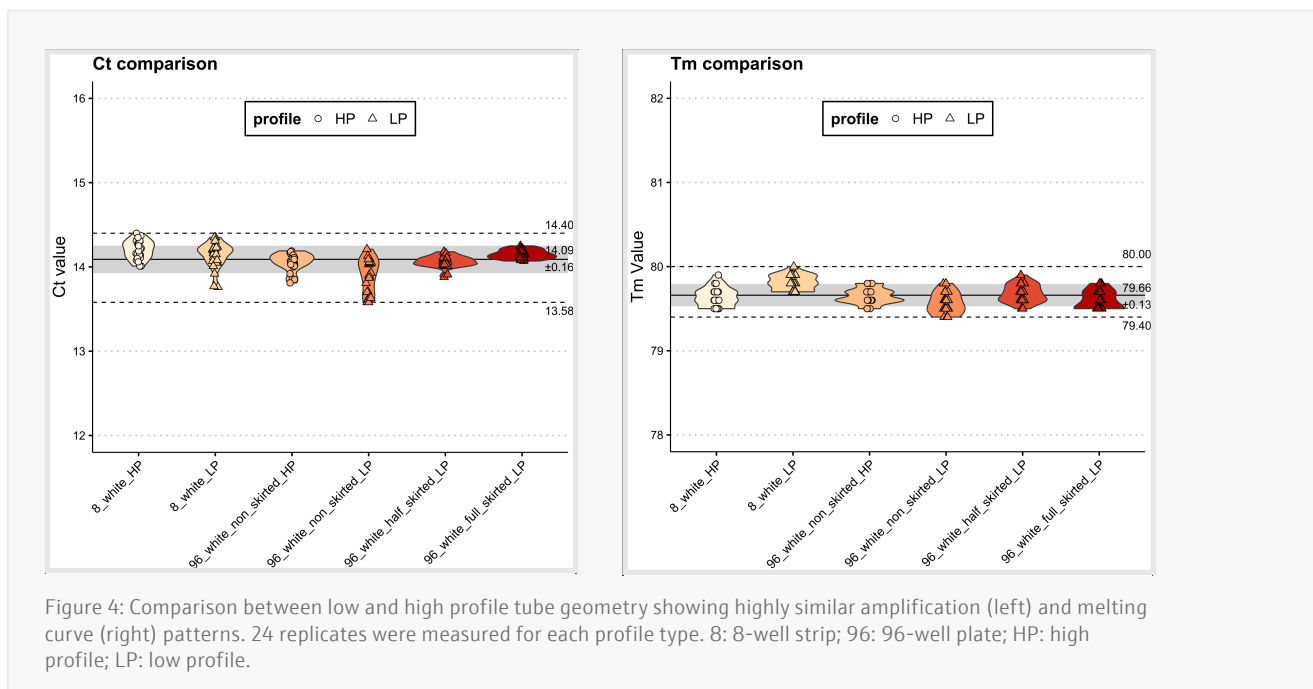 Ct comparison
profile HP LP
16
15
14
13
12
Ct value
14.40
14.09
±0.16
13.58
8_white_HP
8_white_LP
96_white_non_skirted_HP
96_white_non_skirted_LP
96_white_half_skirted_LP
96_white_full_skirted_LP
Tm comparison
profile HP LP
82
81
80
79
78
Tm Value
80.00
79.66
±0.13
79.40
8_white_HP
8_white_LP
96_white_non_skirted_HP
96_white_non_skirted_LP
96_white_half_skirted_LP
96_white_full_skirted_LP
Figure 4: Comparison between low and high profile tube geometry showing highly similar amplification (left) and melting
curve (right) patterns. 24 replicates were measured for each profile type. 8: 8-well strip; 96: 96-well plate; HP: high
profile; LP: low profile.